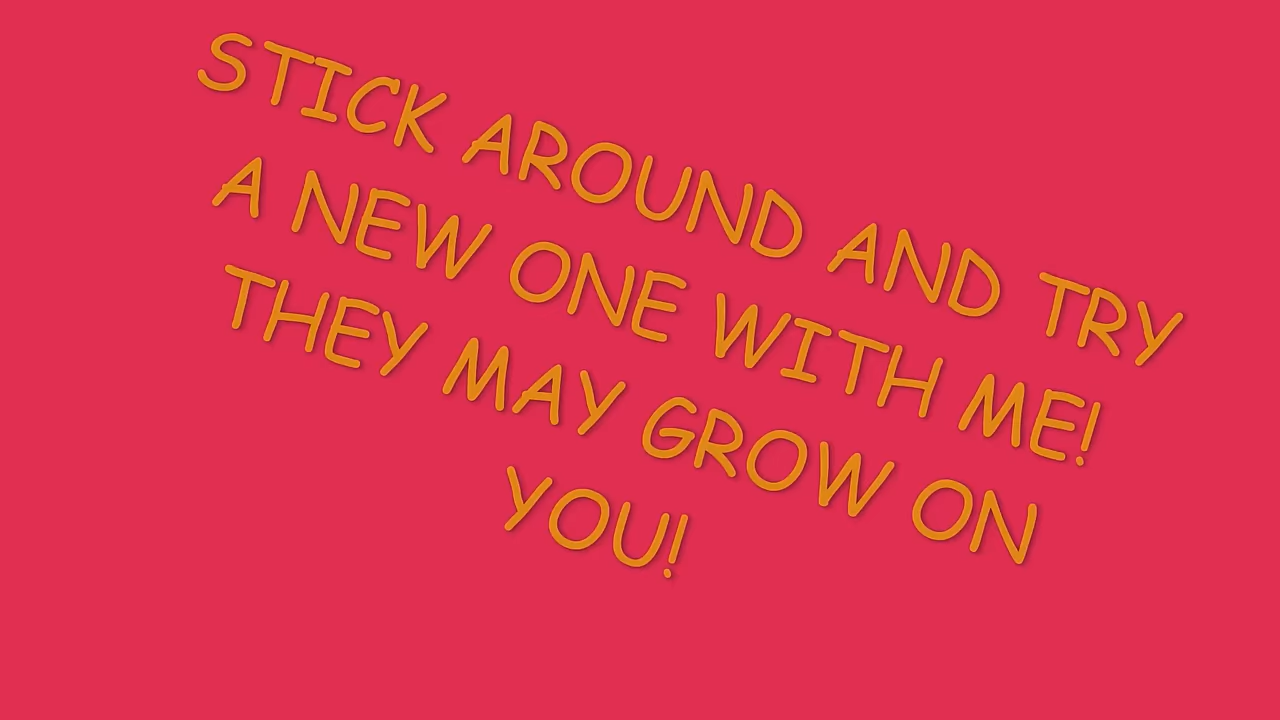 STICK AROUND AND TRY
A NEW ONE WITH ME!
THEY MAY GROW ON
YOU!